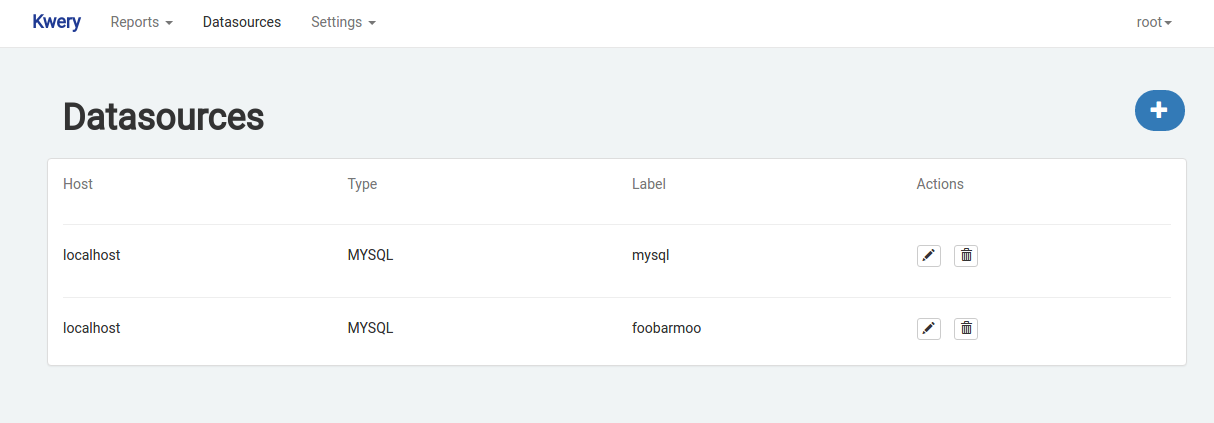 Kwery Reports Datasources Settings root
Datasources
Host Type Label Actions
localhost MYSQL mysql
localhost MYSQL foobarmoo